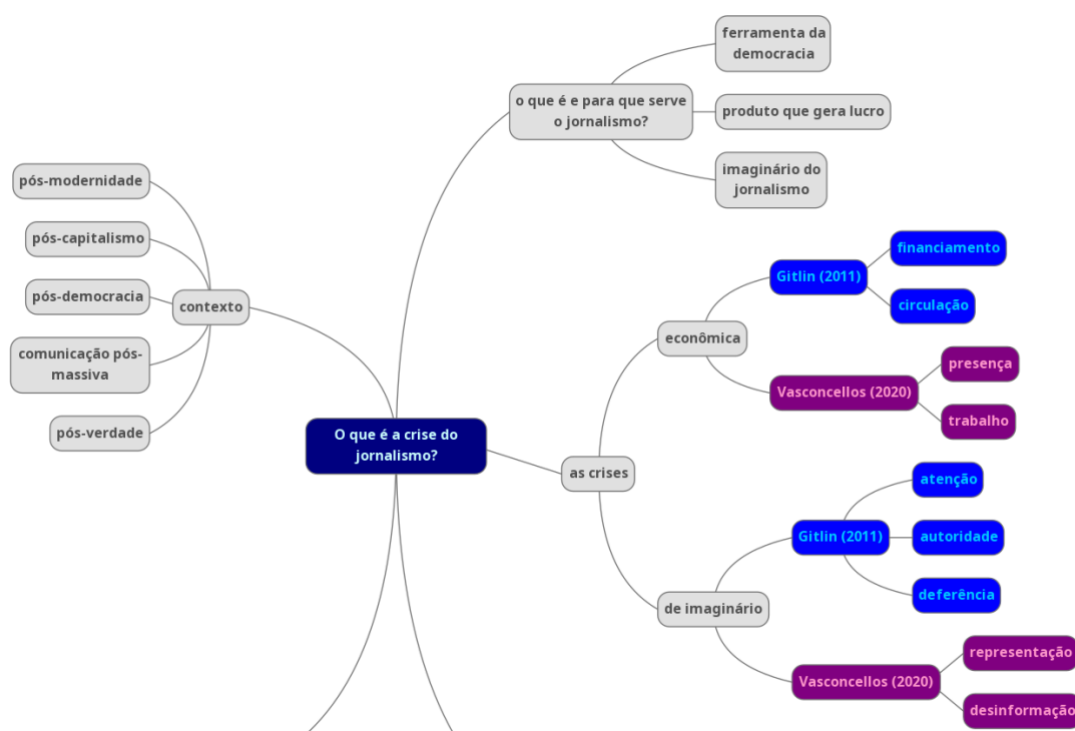 ferramenta da
democracia
o que é e para que serve
o jornalismo?
produto que gera lucro
imaginário do
jornalismo
pós-modernidade
pós-capitalismo
pós-democracia
contexto
comunicação pós-
massiva
pós-verdade
O que é a crise do
jornalismo?
as crises
econômica
Gitlin (2011)
financiamento
circulação
Vasconcellos (2020)
presença
trabalho
de imaginário
Gitlin (2011)
atenção
autoridade
deferência
Vasconcellos (2020)
representação
desinformação